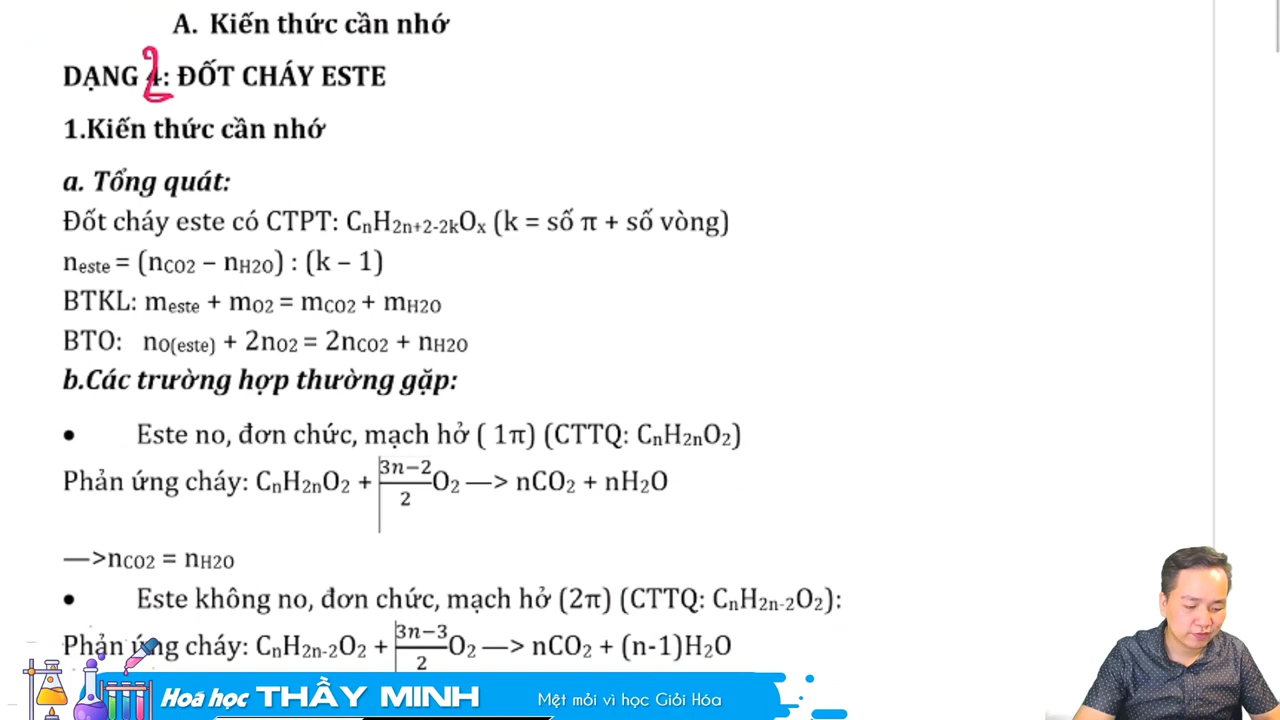 A. Kiến thức cần nhớ
DẠNG 2: ĐỐT CHÁY ESTE
1.Kiến thức cần nhớ
a. Tổng quát:
Đốt cháy este có CTPT: CnH2n+2-2kOx (k = số π + số vòng)
neste = (nCO2 – nH2O) : (k – 1)
BTKL: meste + mO2 = mCO2 + mH2O
BTO: nO(este) + 2nO2 = 2nCO2 + nH2O
b.Các trường hợp thường gặp:
• Este no, đơn chức, mạch hở ( 1π) (CTTQ: CnH2nO2)
Phản ứng cháy: CnH2nO2 + 3n−2/2 O2 —> nCO2 + nH2O
—>nCO2 = nH2O
• Este không no, đơn chức, mạch hở (2π) (CTTQ: CnH2n-2O2):
Phản ứng cháy: CnH2n-2O2 + 3n−3/2 O2 —> nCO2 + (n-1)H2O
Hoá học THẦY MINH Mệt mỏi vì học Giỏi Hóa